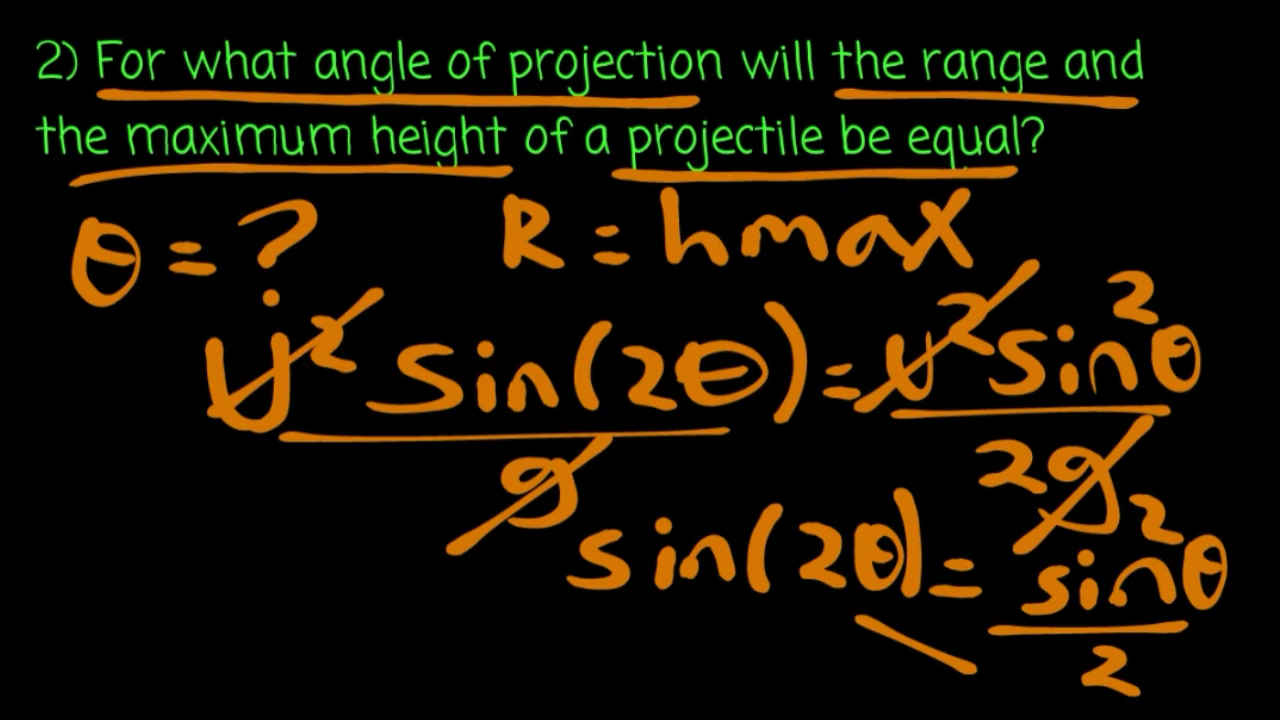 2) For what angle of projection will the range and
the maximum height of a projectile be equal?
θ = ? R = hmax
U² sin(2θ) = U² sin²θ
g 2g
sin(2θ) = sin²θ
2